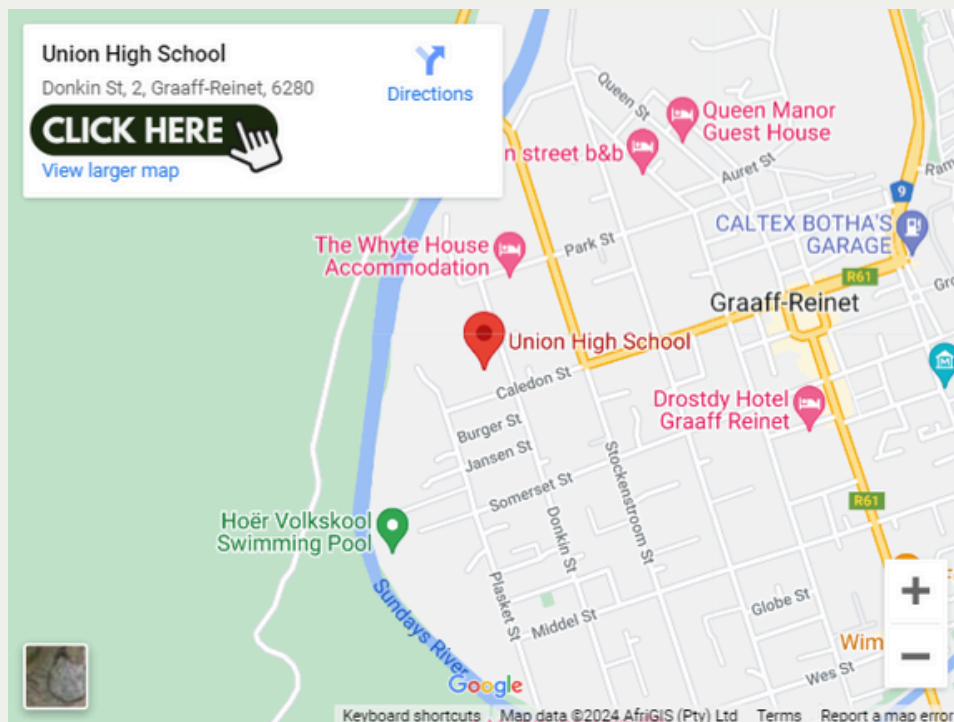 Union High School
Donkin St, 2, Graaff-Reinet, 6280
Directions
CLICK HERE
View larger map
Queen St
Queen Manor
Guest House
n street b&b
Auret St
Ram
9
CALTEX BOTHA'S
GARAGE
The Whyte House
Accommodation
Park St
R61
Gro
Graaff-Reinet
Union High School
Caledon St
Drostdy Hotel
Graaff Reinet
Burger St
Jansen St
Stockenstroom St
Somerset St
R61
Hoër Volkskool
Swimming Pool
Donkin St
Plasket St
Sundays River
Middel St
Globe St
Wim
Wes St
Google
Keyboard shortcuts
Map data ©2024 AfriGIS (Pty) Ltd
Terms
Report a map error